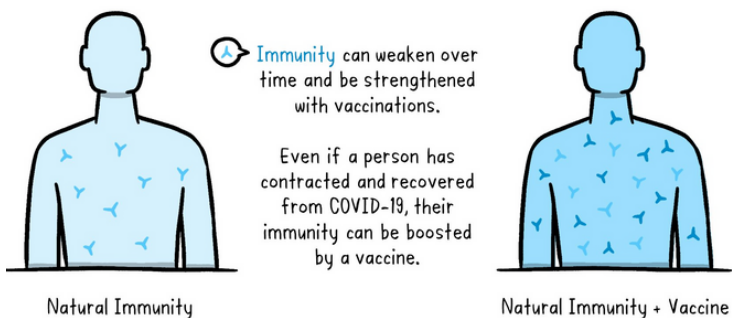 Immunity can weaken over
time and be strengthened
with vaccinations.
Even if a person has
contracted and recovered
from COVID-19, their
immunity can be boosted
by a vaccine.
Natural Immunity
Natural Immunity + Vaccine